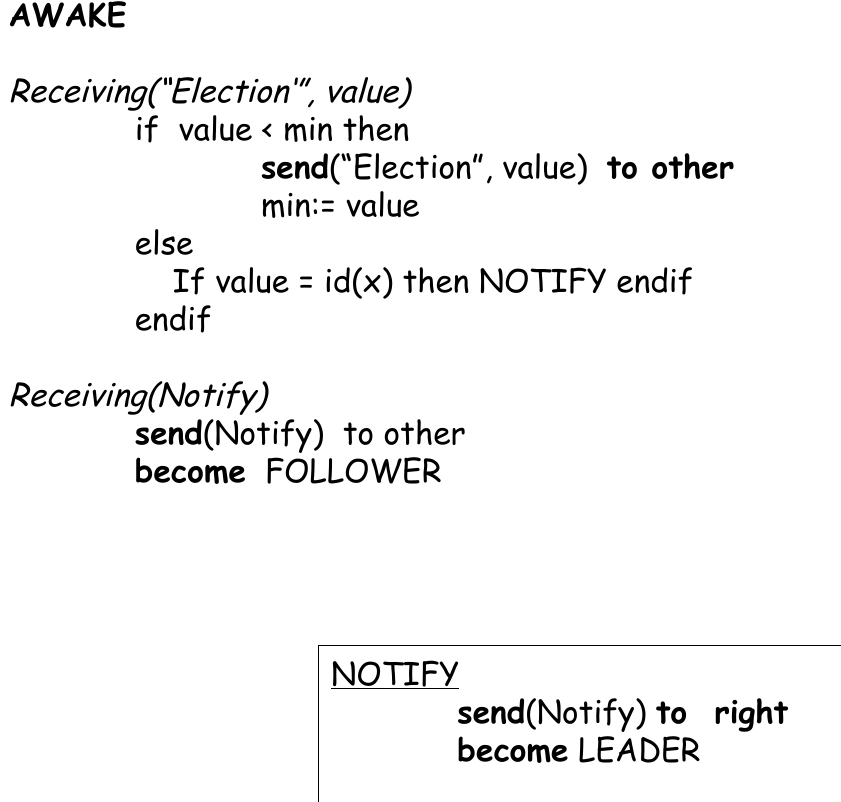 AWAKE
Receiving("Election'", value)
if value < min then
send("Election", value) to other
min:= value
else
If value = id(x) then NOTIFY endif
endif
Receiving(Notify)
send(Notify) to other
become FOLLOWER
NOTIFY
send(Notify) to right
become LEADER